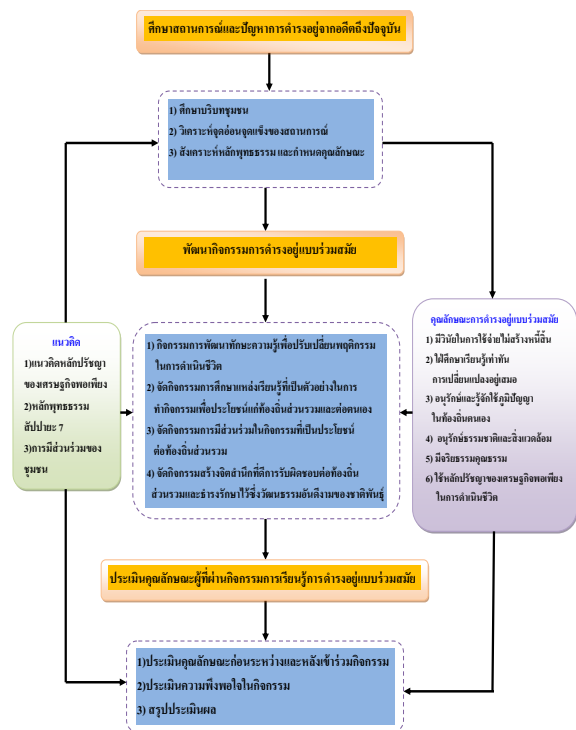 ศึกษาสถานการณ์และปัญหาการดำรงอยู่จากอดีตถึงปัจจุบัน
1) ศึกษาบริบทชุมชน
2) วิเคราะห์จุดอ่อนจุดแข็งของสถานการณ์
3) สังเคราะห์หลักพุทธธรรม และกำหนดคุณลักษณะ
พัฒนากิจกรรมการดำรงอยู่แบบร่วมสมัย
แนวคิด
1)แนวคิดหลักปรัชญา
ของเศรษฐกิจพอเพียง
2)หลักพุทธธรรม
สัปปายะ 7
3)การมีส่วนร่วมของ
ชุมชน
1) กิจกรรมการพัฒนาทักษะความรู้เพื่อปรับเปลี่ยนพฤติกรรม
ในการดำเนินชีวิต
2) จัดกิจกรรมการศึกษาแหล่งเรียนรู้ที่เป็นตัวอย่างในการ
ทำกิจกรรมเพื่อประโยชน์แก่ท้องถิ่นส่วนรวมและต่อตนเอง
3) จัดกิจกรรมการมีส่วนร่วมในกิจกรรมที่เป็นประโยชน์
ต่อท้องถิ่นส่วนรวม
4) จัดกิจกรรมสร้างจิตสำนึกที่ดีการรับผิดชอบต่อท้องถิ่น
ส่วนรวมและธำรงรักษาไว้ซึ่งวัฒนธรรมอันดีงามของชาติพันธุ์
คุณลักษณะการดำรงอยู่แบบร่วมสมัย
1) มีวินัยในการใช้จ่ายไม่สร้างหนี้สิ้น
2) ใฝ่ศึกษาเรียนรู้เท่าทัน
การเปลี่ยนแปลงอยู่เสมอ
3) อนุรักษ์และรู้จักใช้ภูมิปัญญา
ในท้องถิ่นตนเอง
4) อนุรักษ์ธรรมชาติและสิ่งแวดล้อม
5) มีจริยธรรมคุณธรรม
6) ใช้หลักปรัชญาของเศรษฐกิจพอเพียง
ในการดำเนินชีวิต
ประเมินคุณลักษณะผู้ที่ผ่านกิจกรรมการเรียนรู้การดำรงอยู่แบบร่วมสมัย
1)ประเมินคุณลักษณะก่อนระหว่างและหลังเข้าร่วมกิจกรรม
2)ประเมินความพึงพอใจในกิจกรรม
3) สรุปประเมินผล